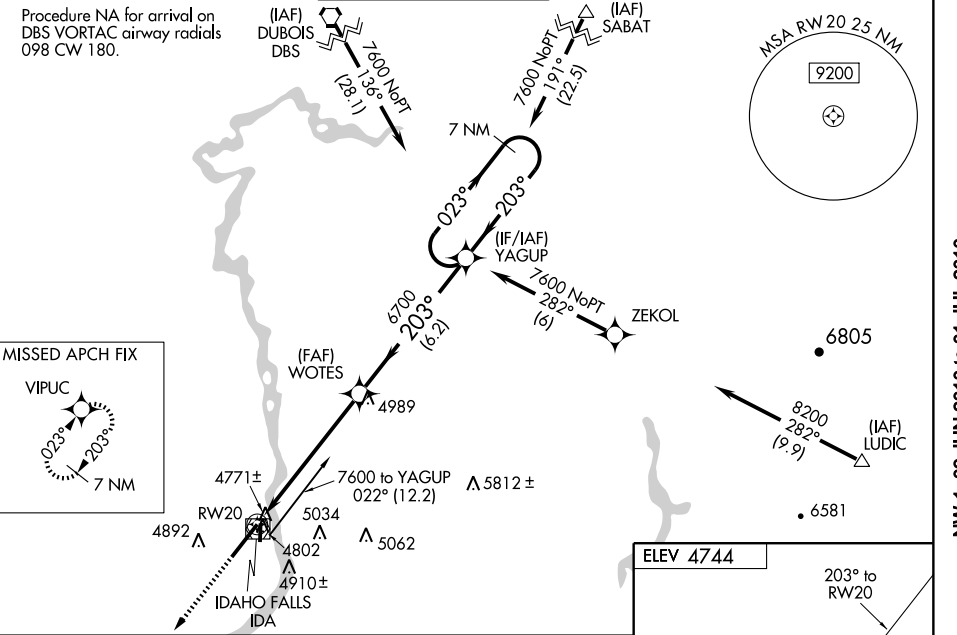 Procedure NA for arrival on
DBS VORTAC airway radials
098 CW 180.
(IAF)
DUBOIS
DBS
7600 NoPT
136°
(28.1)
(IAF)
SABAT
7600 NoPT
191°
(22.5)
MSA RW20 25 NM
9200
7 NM
023°
203°
(IF/IAF)
YAGUP
7600 NoPT
282°
(6)
ZEKOL
6700
203°
(6.2)
6805
MISSED APCH FIX
VIPUC
023°
203°
7 NM
(FAF)
WOTES
4989
8200
282°
(9.9)
(IAF)
LUDIC
4771±
7600 to YAGUP
022° (12.2)
5812 ±
RW20
6581
4892
5034
4802
5062
4910±
IDAHO FALLS
IDA
ELEV 4744
203° to
RW20